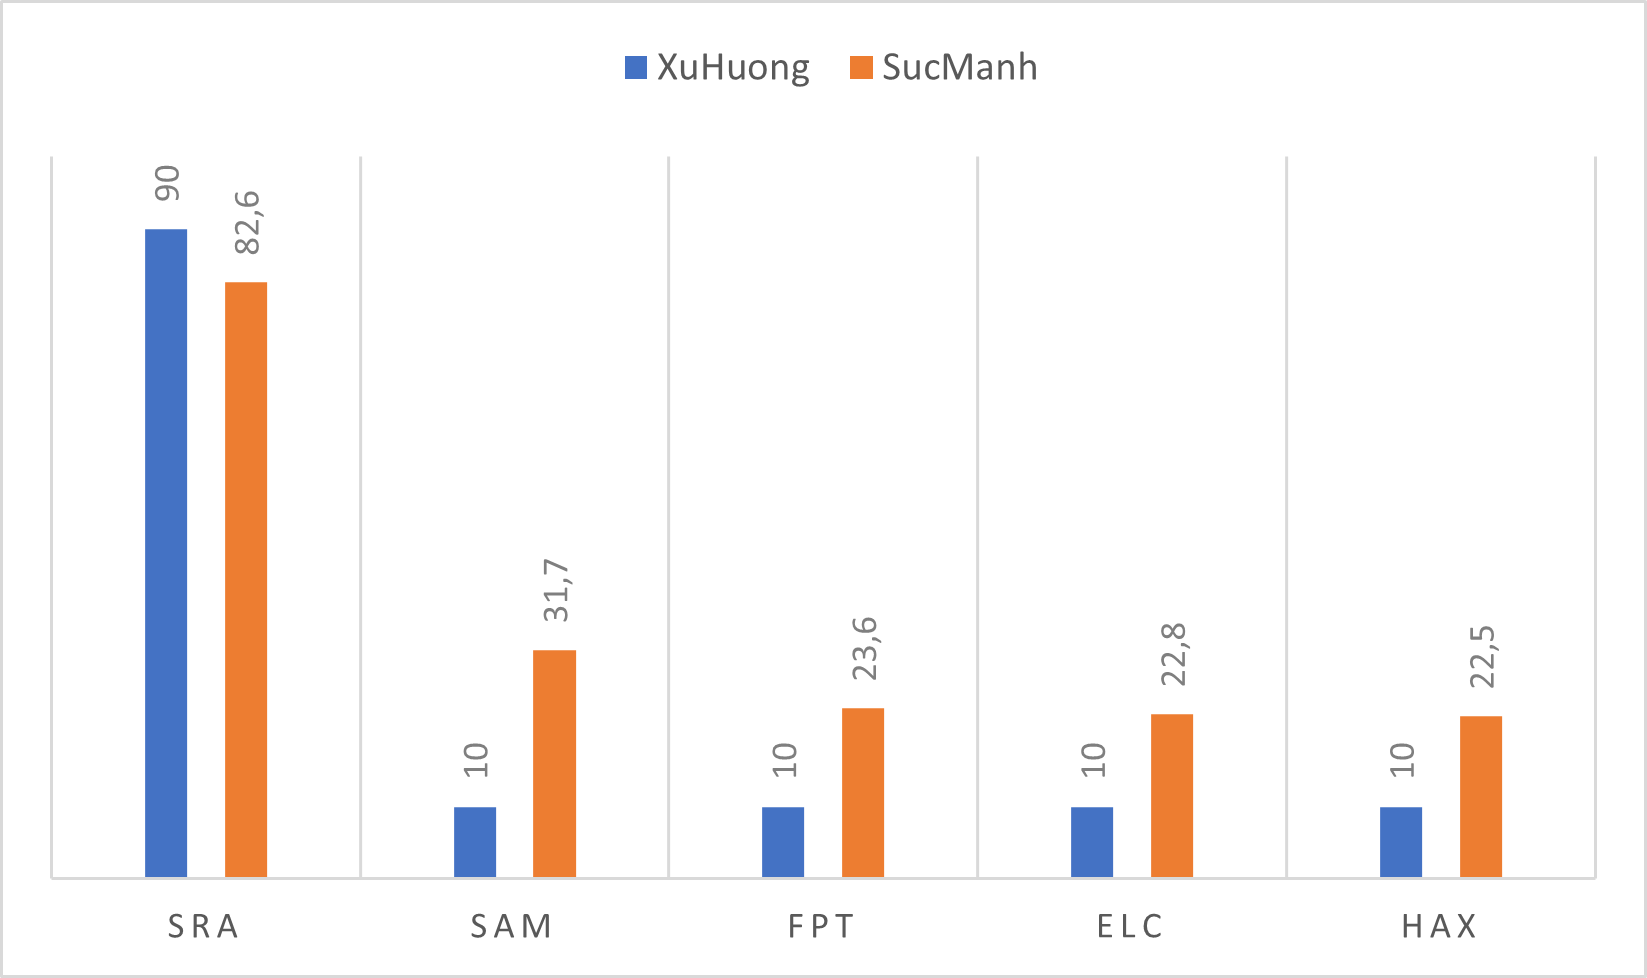 XuHuong SucManh
90 82,6 10 31,7 10 23,6 10 22,8 10 22,5
SRA SAM FPT ELC HAX